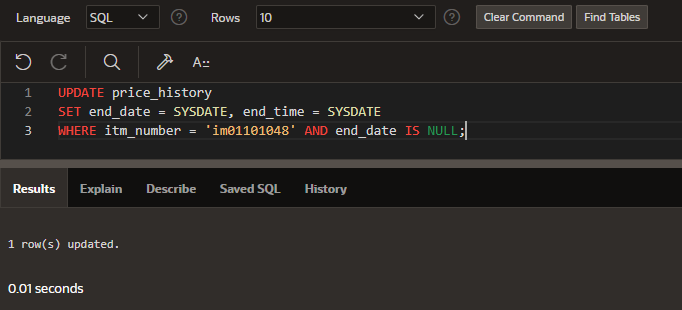 Language SQL Rows 10 Clear Command Find Tables
A::
1 UPDATE price_history
2 SET end_date = SYSDATE, end_time = SYSDATE
3 WHERE itm_number = 'im01101048' AND end_date IS NULL;
Results Explain Describe Saved SQL History
1 row(s) updated.
0.01 seconds